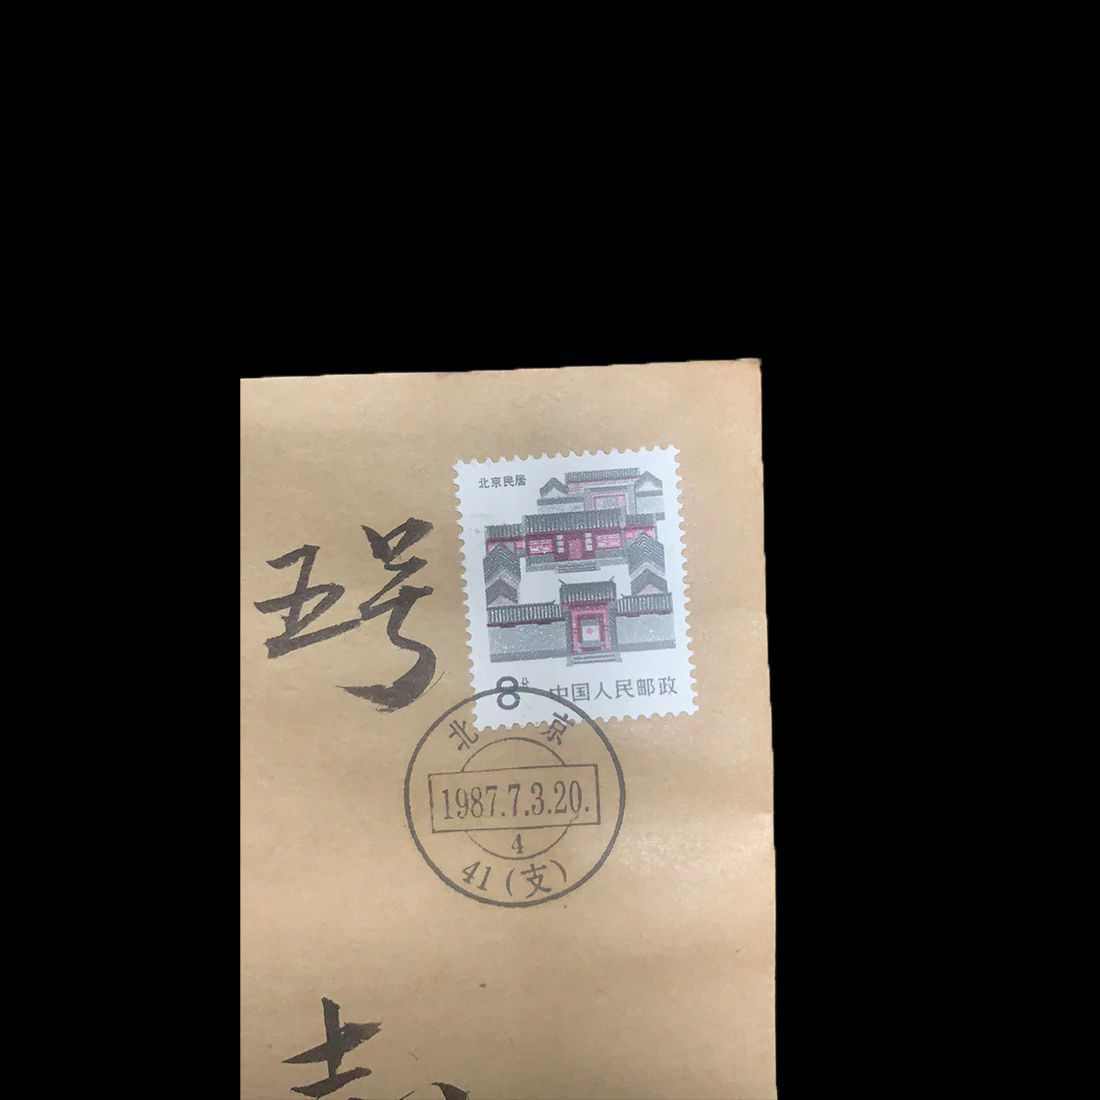 北京民居
8分 中国人民邮政
五号
北京
1987.7.3.20.
4
41(支)
志